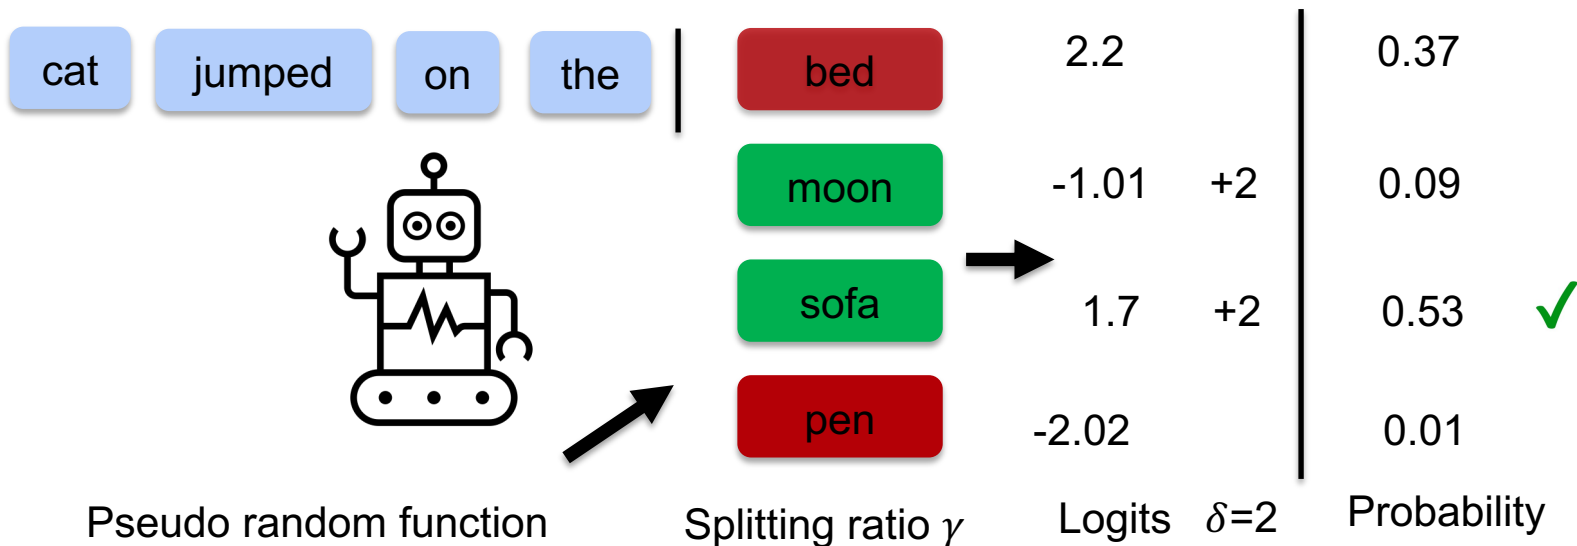 cat jumped on the bed 2.2 0.37
moon -1.01 +2 0.09
sofa 1.7 +2 0.53 ✓
pen -2.02 0.01
Pseudo random function Splitting ratio γ Logits δ=2 Probability